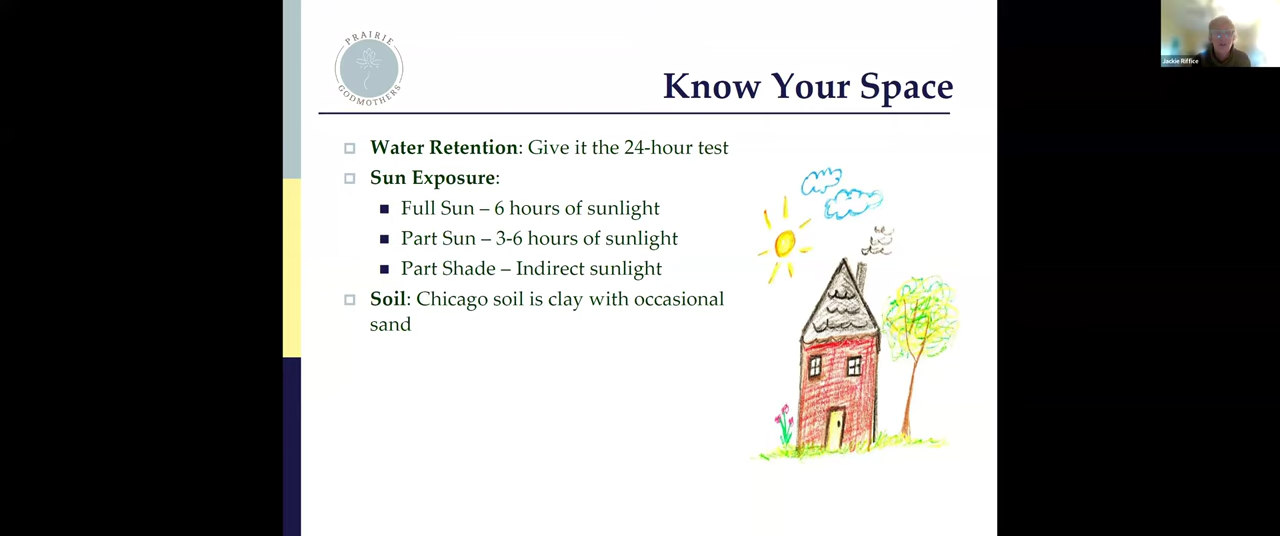 PRAIRIE
GODMOTHERS
Know Your Space
Jackie Riffice
Water Retention: Give it the 24-hour test
Sun Exposure:
Full Sun – 6 hours of sunlight
Part Sun – 3-6 hours of sunlight
Part Shade – Indirect sunlight
Soil: Chicago soil is clay with occasional
sand